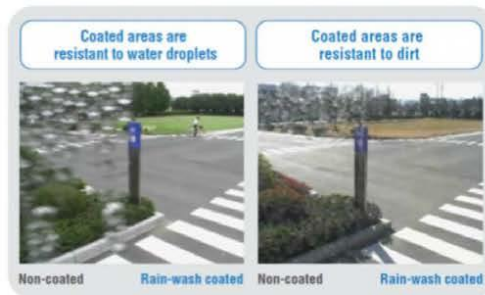 Coated areas are
resistant to water droplets
Coated areas are
resistant to dirt
Non-coated Rain-wash coated
Non-coated Rain-wash coated